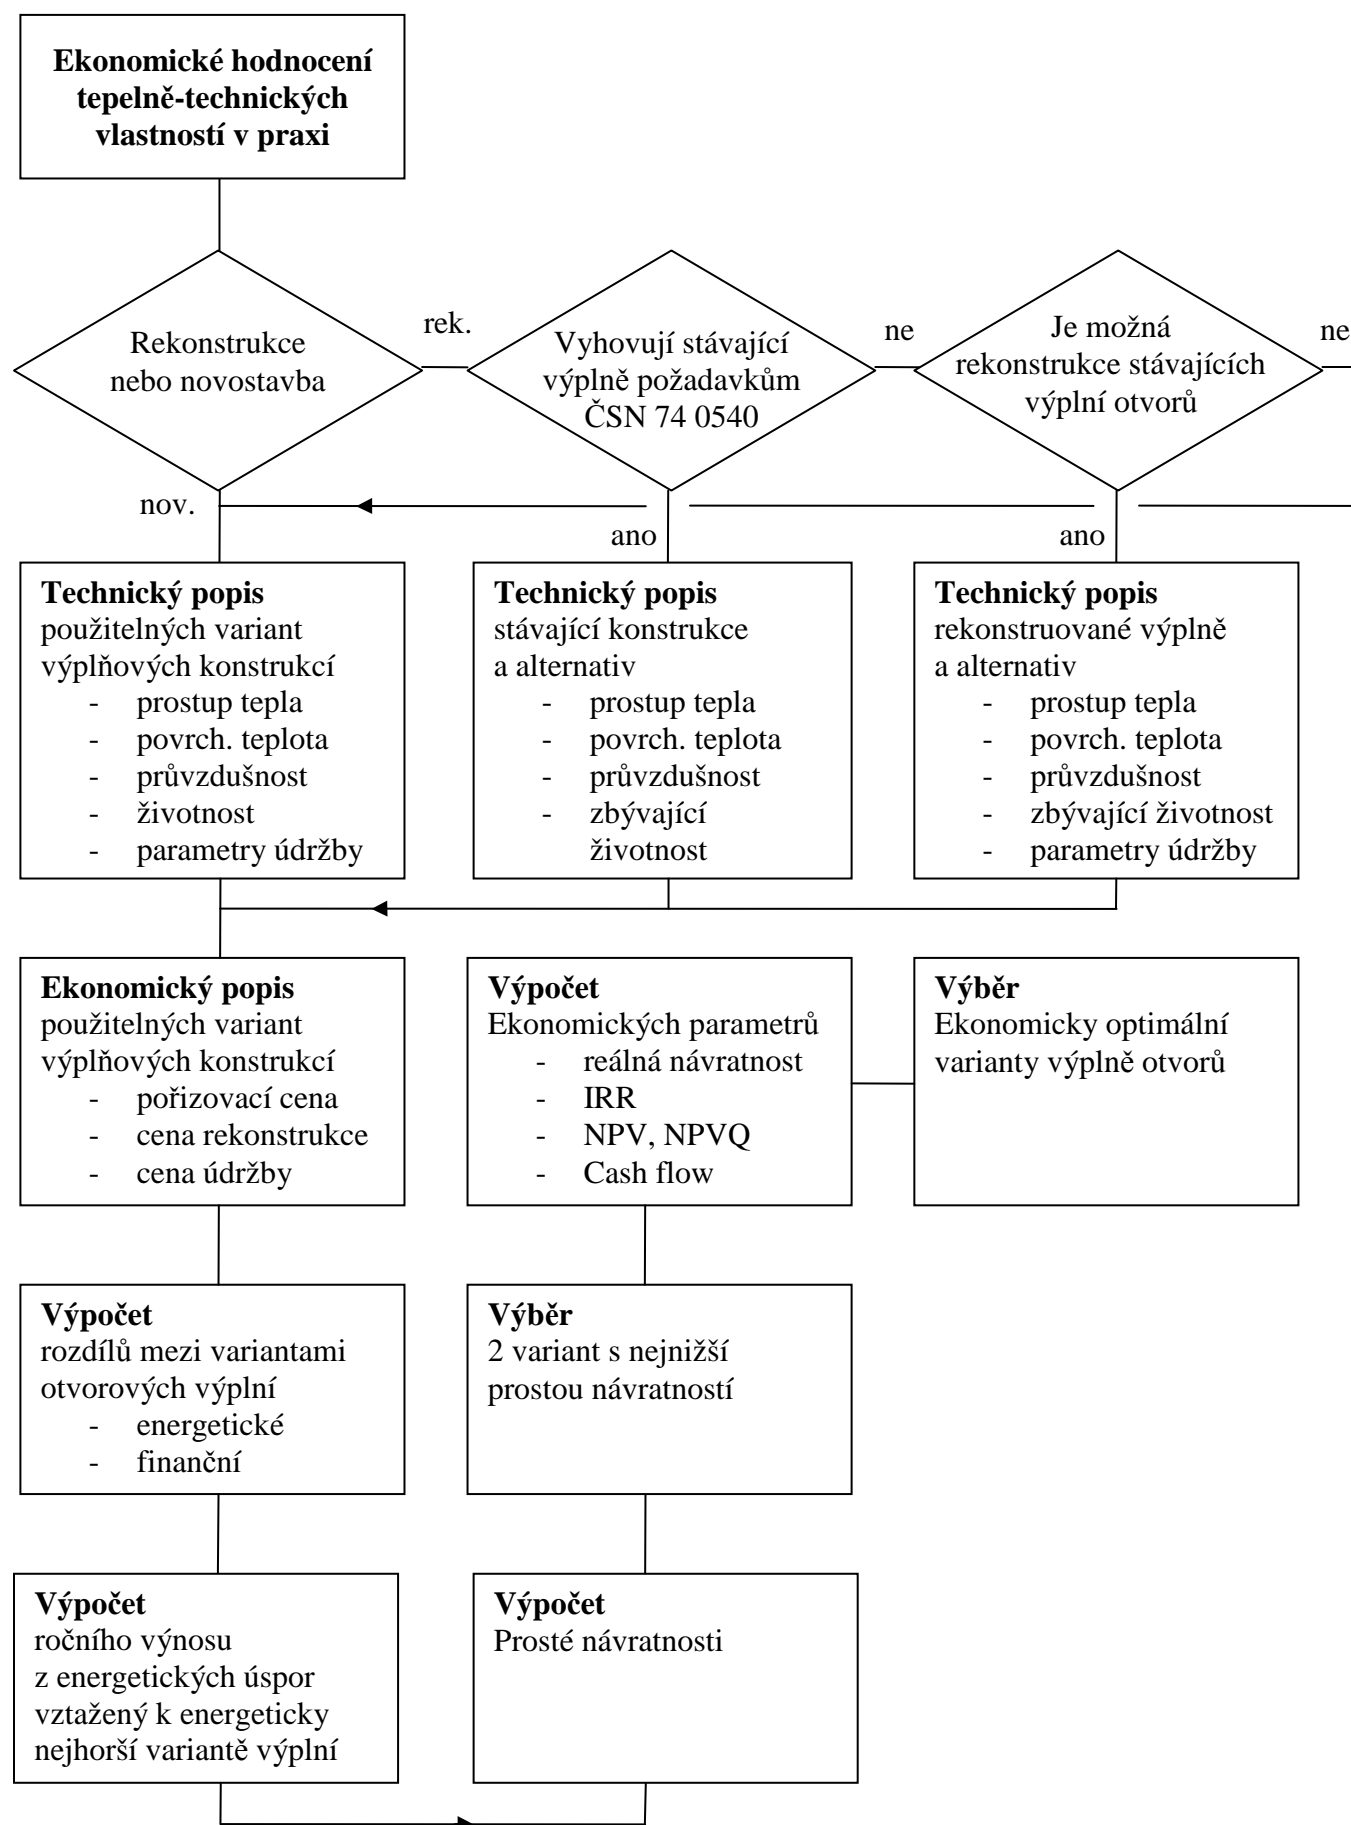 Ekonomické hodnocení
tepelně-technických
vlastností v praxi
Rekonstrukce
nebo novostavba
rek.
Vyhovují stávající
výplně požadavkům
ČSN 74 0540
ne
Je možná
rekonstrukce stávajících
výplní otvorů
ne
nov.
ano
ano
Technický popis
použitelných variant
výplňových konstrukcí
- prostup tepla
- povrch. teplota
- průvzdušnost
- životnost
- parametry údržby
Technický popis
stávající konstrukce
a alternativ
- prostup tepla
- povrch. teplota
- průvzdušnost
- zbývající
životnost
Technický popis
rekonstruované výplně
a alternativ
- prostup tepla
- povrch. teplota
- průvzdušnost
- zbývající životnost
- parametry údržby
Ekonomický popis
použitelných variant
výplňových konstrukcí
- pořizovací cena
- cena rekonstrukce
- cena údržby
Výpočet
Ekonomických parametrů
- reálná návratnost
- IRR
- NPV, NPVQ
- Cash flow
Výběr
Ekonomicky optimální
varianty výplně otvorů
Výpočet
rozdílů mezi variantami
otvorových výplní
- energetické
- finanční
Výběr
2 variant s nejnižší
prostou návratností
Výpočet
ročního výnosu
z energetických úspor
vztažený k energeticky
nejhorší variantě výplní
Výpočet
Prosté návratnosti